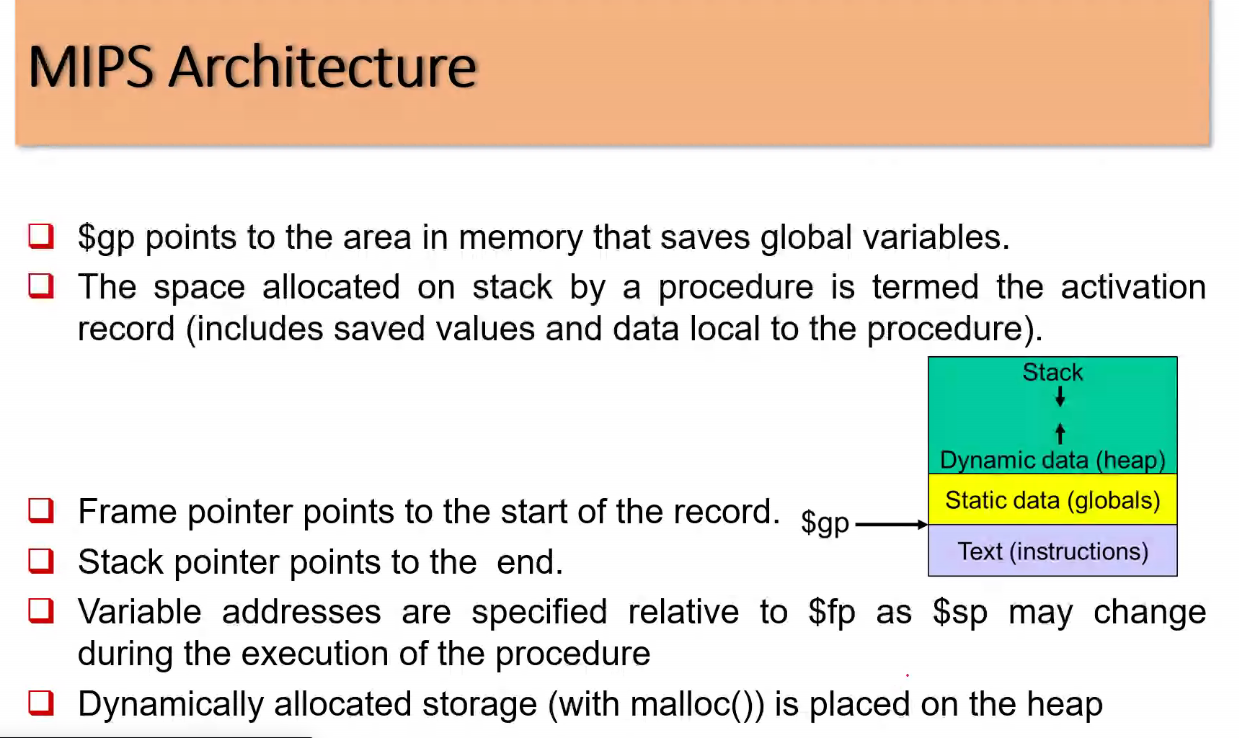 MIPS Architecture
$gp points to the area in memory that saves global variables.
The space allocated on stack by a procedure is termed the activation
record (includes saved values and data local to the procedure).
Stack
Dynamic data (heap)
Static data (globals)
Text (instructions)
$gp
Frame pointer points to the start of the record.
Stack pointer points to the end.
Variable addresses are specified relative to $fp as $sp may change
during the execution of the procedure
Dynamically allocated storage (with malloc()) is placed on the heap